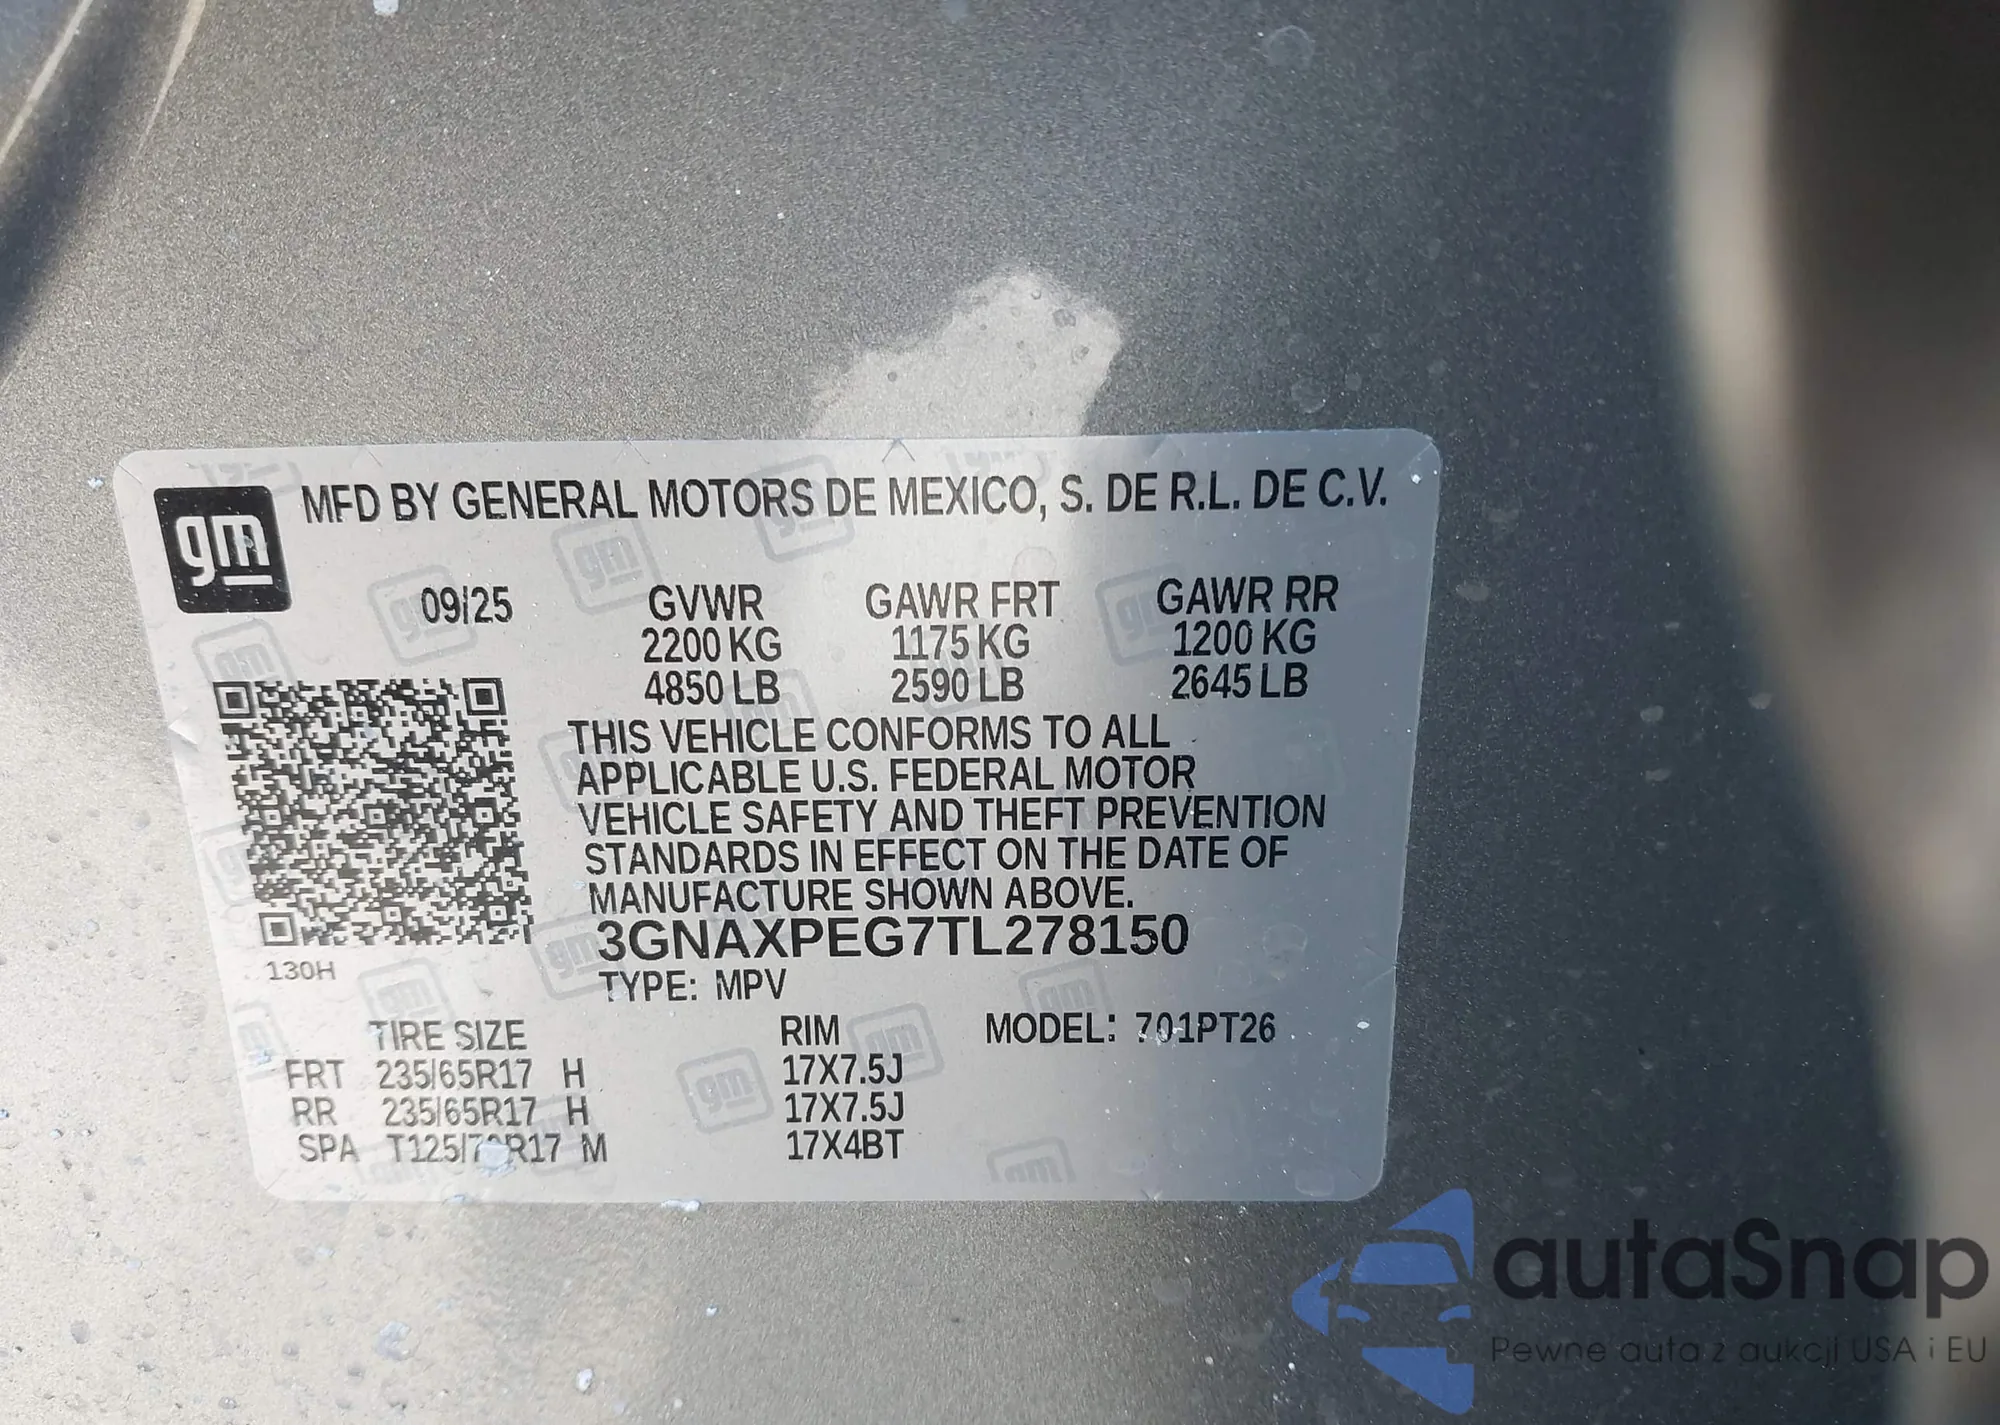 gm
MFD BY GENERAL MOTORS DE MEXICO, S. DE R.L. DE C.V.
09/25 GVWR GAWR FRT GAWR RR
2200 KG 1175 KG 1200 KG
4850 LB 2590 LB 2645 LB
THIS VEHICLE CONFORMS TO ALL
APPLICABLE U.S. FEDERAL MOTOR
VEHICLE SAFETY AND THEFT PREVENTION
STANDARDS IN EFFECT ON THE DATE OF
MANUFACTURE SHOWN ABOVE.
3GNAXPEG7TL278150
130H
TYPE: MPV
TIRE SIZE RIM MODEL: 701PT26
FRT 235/65R17 H 17X7.5J
RR 235/65R17 H 17X7.5J
SPA M 17X4BT
autaSnap
Pewne auta z aukcji USA i EU